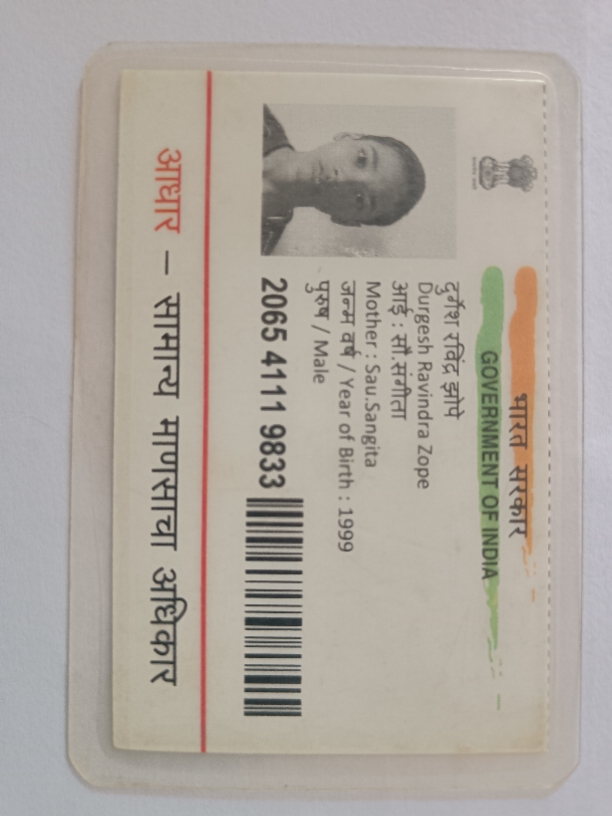 भारत सरकार
GOVERNMENT OF INDIA
दुर्गेश रविंद्र झोपे
Durgesh Ravindra Zope
आई : सौ.संगीता
Mother : Sau.Sangita
जन्म वर्ष / Year of Birth : 1999
पुरुष / Male
2065 4111 9833
आधार – सामान्य माणसाचा अधिकार